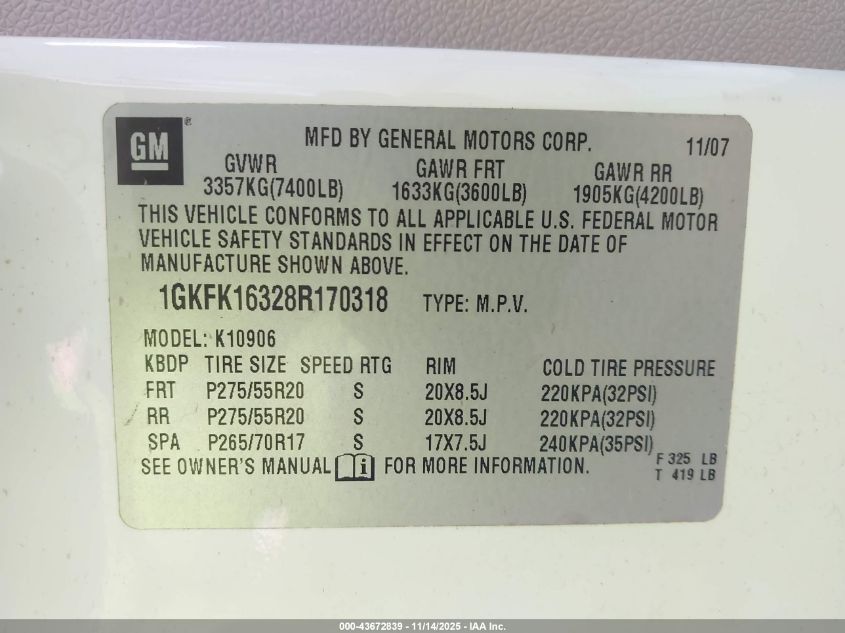 GM ®
MFD BY GENERAL MOTORS CORP. 11/07
GVWR GAWR FRT GAWR RR
3357KG(7400LB) 1633KG(3600LB) 1905KG(4200LB)
THIS VEHICLE CONFORMS TO ALL APPLICABLE U.S. FEDERAL MOTOR
VEHICLE SAFETY STANDARDS IN EFFECT ON THE DATE OF
MANUFACTURE SHOWN ABOVE.
1GKFK16328R170318 TYPE: M.P.V.
MODEL: K10906
KBDP TIRE SIZE SPEED RTG RIM COLD TIRE PRESSURE
FRT P275/55R20 S 20X8.5J 220KPA(32PSI)
RR P275/55R20 S 20X8.5J 220KPA(32PSI)
SPA P265/70R17 S 17X7.5J 240KPA(35PSI)
SEE OWNER'S MANUAL i FOR MORE INFORMATION.
F 325 LB
T 419 LB
000-43672839 - 11/14/2025 - IAA Inc.